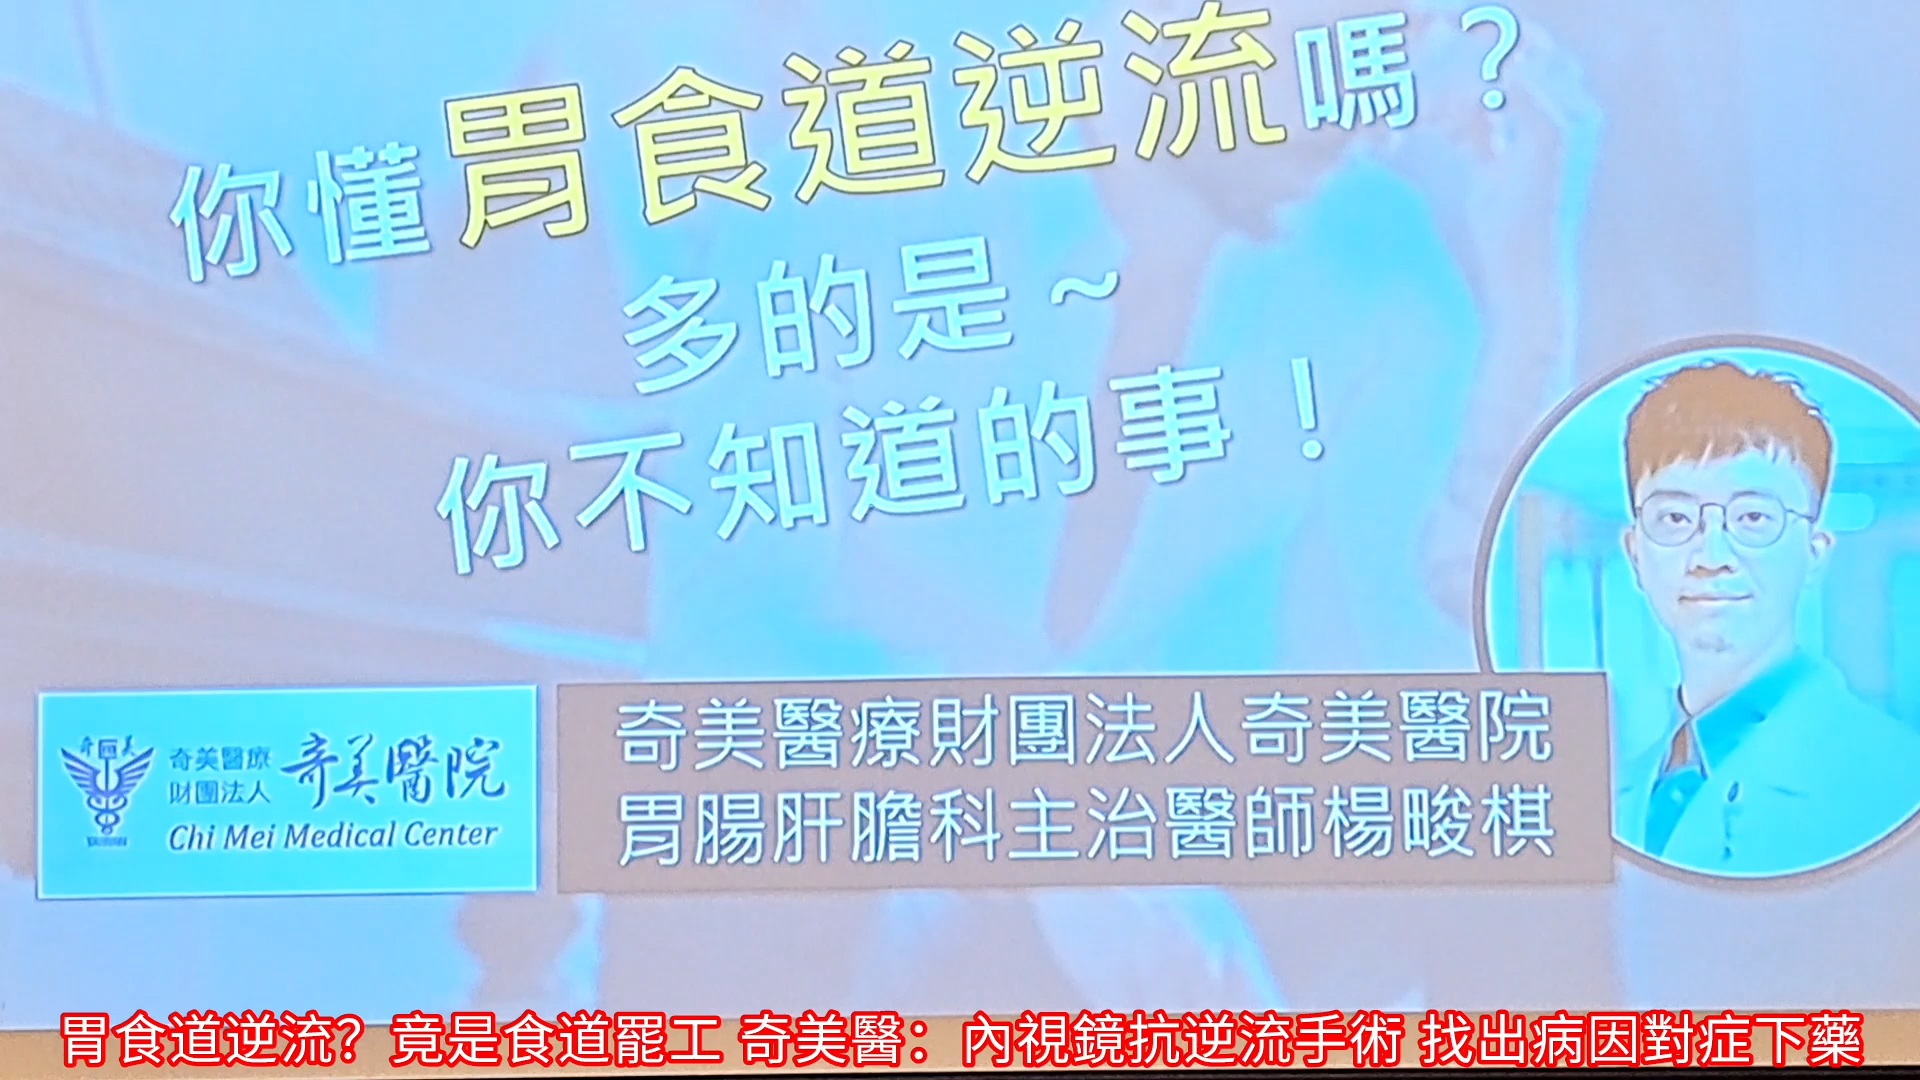 你懂胃食道逆流嗎？
多的是~
你不知道的事！
奇美
奇美醫療
財團法人
奇美醫院
Chi Mei Medical Center
奇美醫療財團法人奇美醫院
胃腸肝膽科主治醫師楊畯棋
胃食道逆流？竟是食道罷工 奇美醫：內視鏡抗逆流手術 找出病因對症下藥